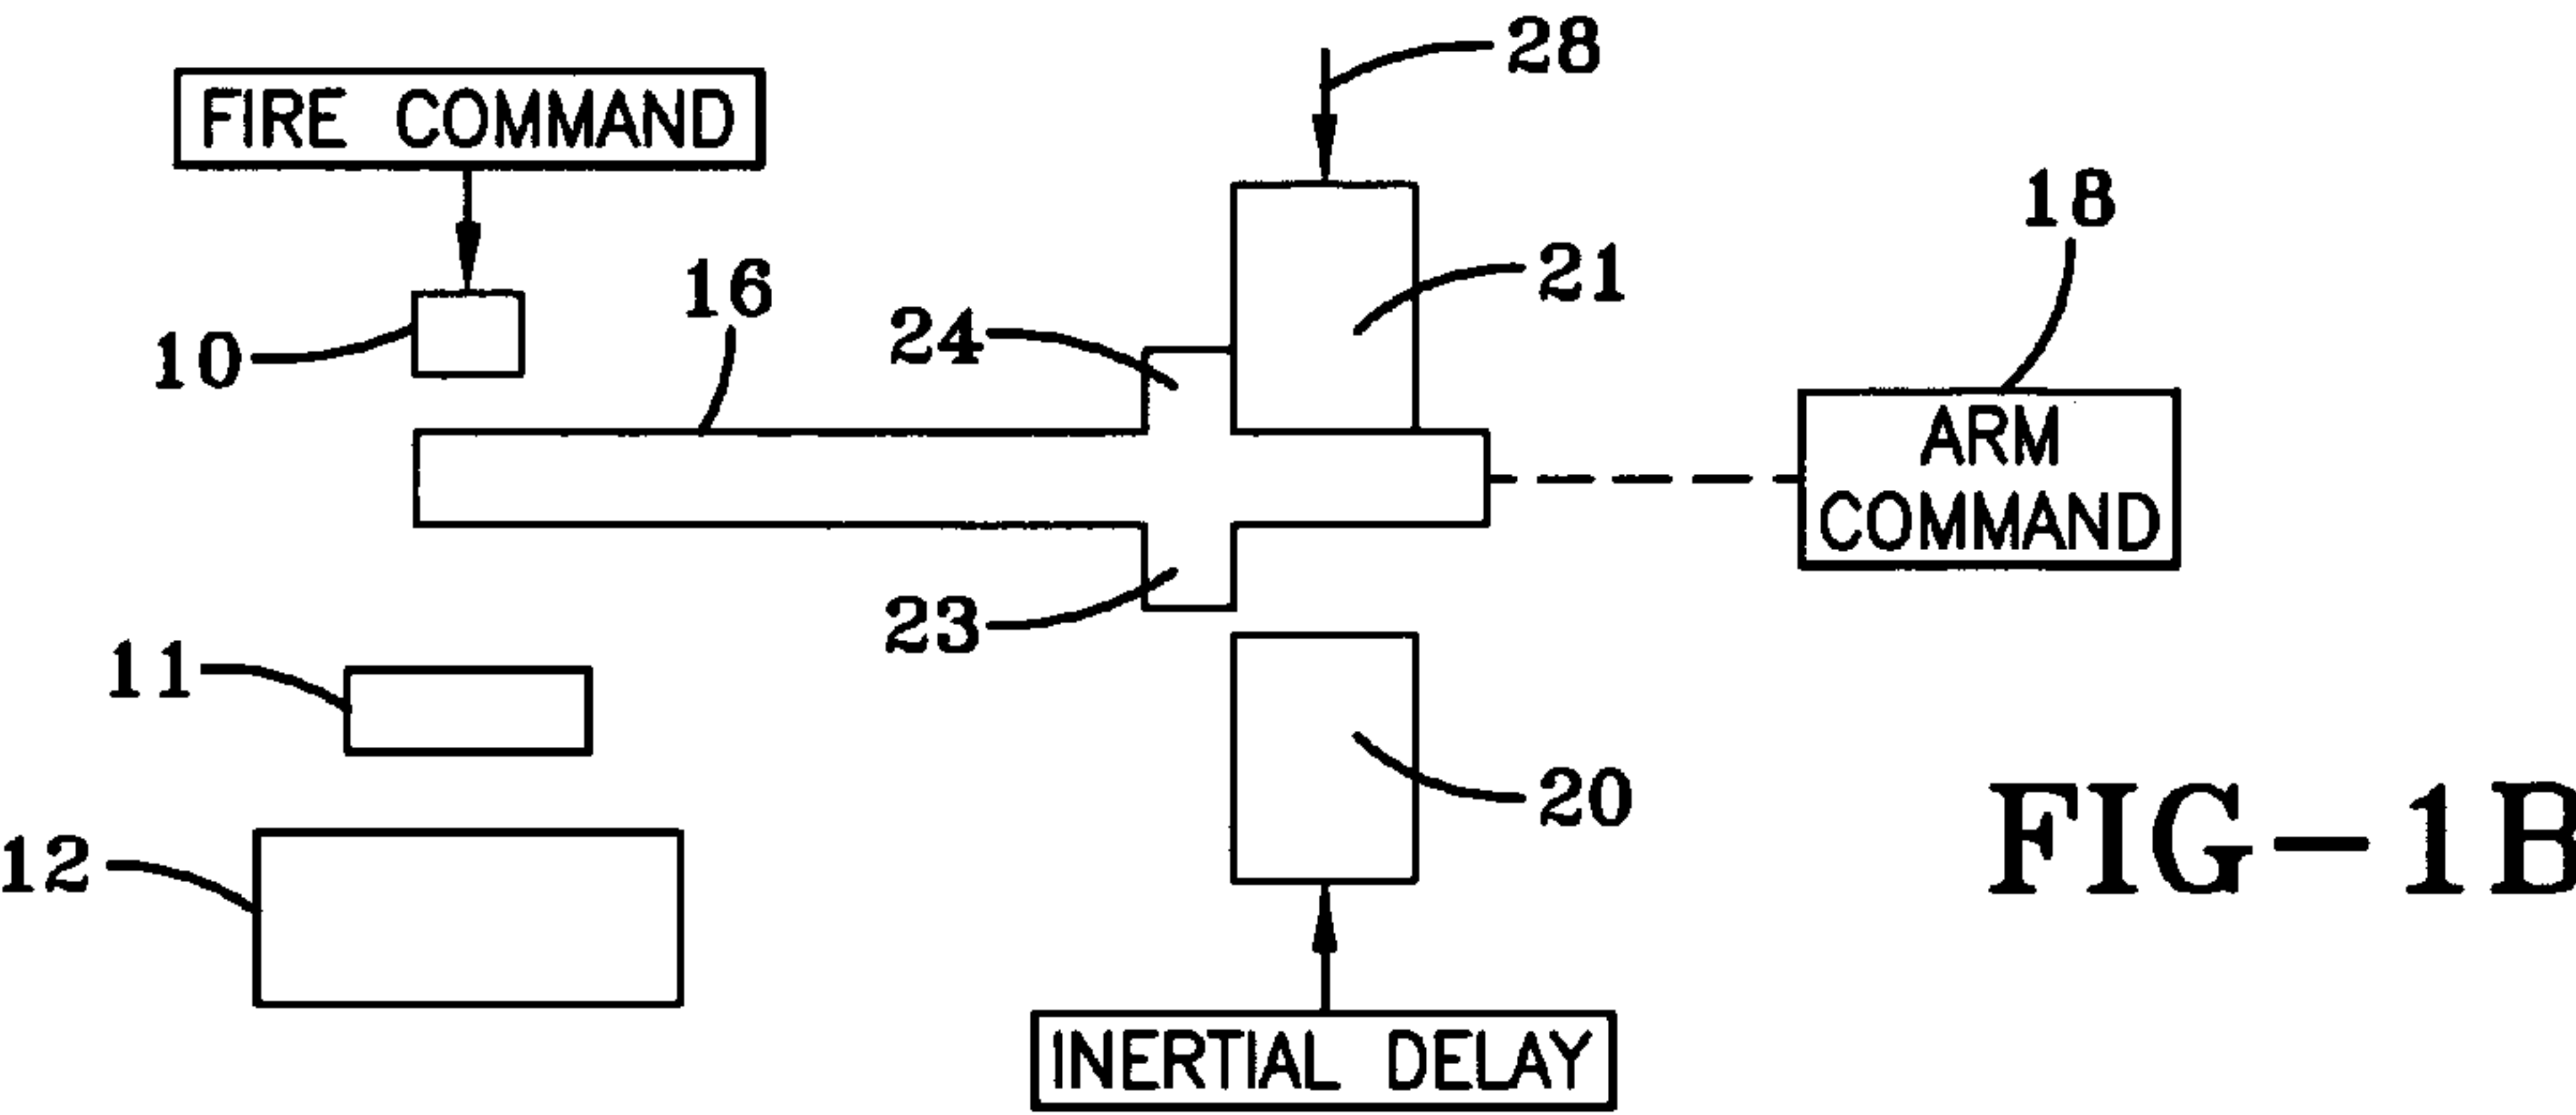 28
FIRE COMMAND
18
21
16
24
10
ARM
COMMAND
23
11
20
12
FIG-1B
INERTIAL DELAY